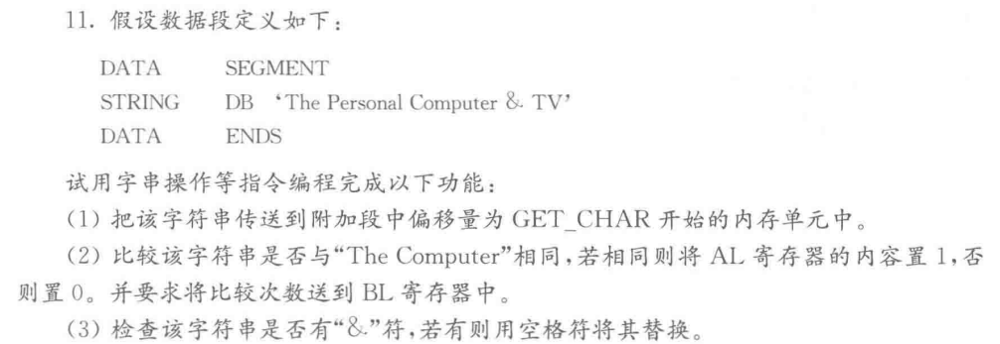 11. 假设数据段定义如下:
DATA SEGMENT
STRING DB ‘The Personal Computer & TV’
DATA ENDS
试用字串操作等指令编程完成以下功能:
(1) 把该字符串传送到附加段中偏移量为 GET_CHAR 开始的内存单元中。
(2) 比较该字符串是否与“The Computer”相同,若相同则将 AL 寄存器的内容置 1,否
则置 0。并要求将比较次数送到 BL 寄存器中。
(3) 检查该字符串是否有“&”符,若有则用空格符将其替换。